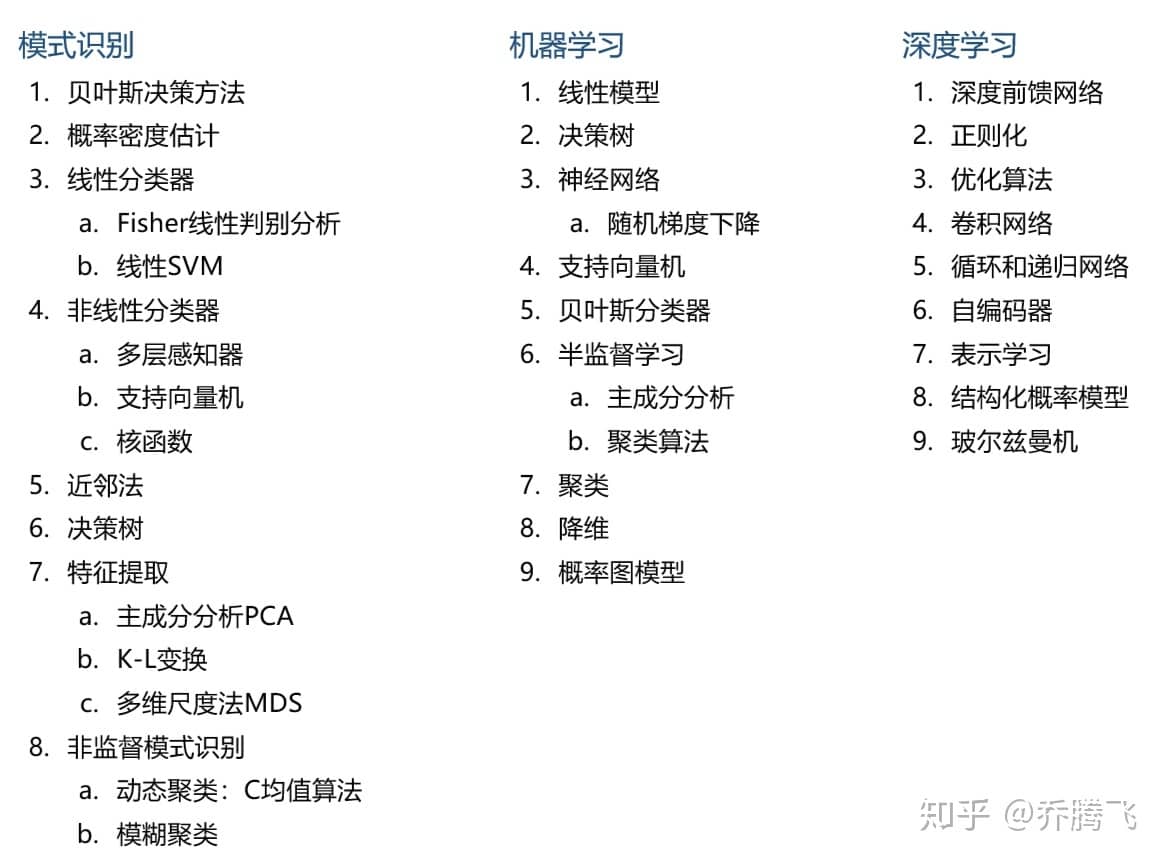 模式识别
1. 贝叶斯决策方法
2. 概率密度估计
3. 线性分类器
a. Fisher线性判别分析
b. 线性SVM
4. 非线性分类器
a. 多层感知器
b. 支持向量机
c. 核函数
5. 近邻法
6. 决策树
7. 特征提取
a. 主成分分析PCA
b. K-L变换
c. 多维尺度法MDS
8. 非监督模式识别
a. 动态聚类：C均值算法
b. 模糊聚类
机器学习
1. 线性模型
2. 决策树
3. 神经网络
a. 随机梯度下降
4. 支持向量机
5. 贝叶斯分类器
6. 半监督学习
a. 主成分分析
b. 聚类算法
7. 聚类
8. 降维
9. 概率图模型
深度学习
1. 深度前馈网络
2. 正则化
3. 优化算法
4. 卷积网络
5. 循环和递归网络
6. 自编码器
7. 表示学习
8. 结构化概率模型
9. 玻尔兹曼机
知乎 @乔腾飞